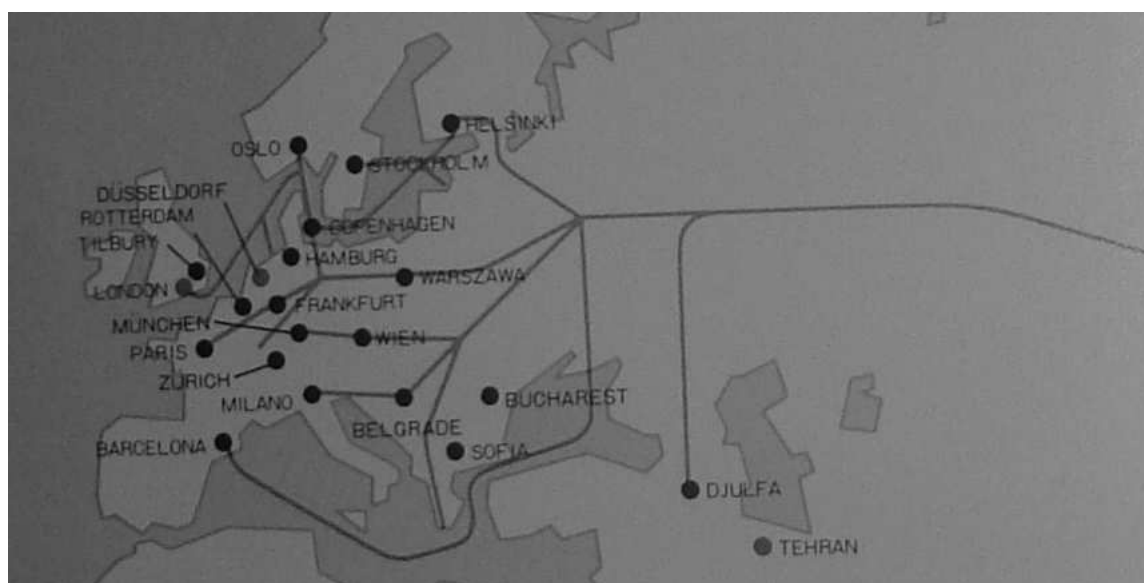 HELSINKI
OSLO
STOCKHOLM
DÜSSELDORF
ROTTERDAM
COPENHAGEN
TILBURY
HAMBURG
WARSZAWA
LONDON
FRANKFURT
MÜNCHEN
WIEN
PARIS
ZÜRICH
MILANO
BUCHAREST
BELGRADE
BARCELONA
SOFIA
DJULFA
TEHRAN